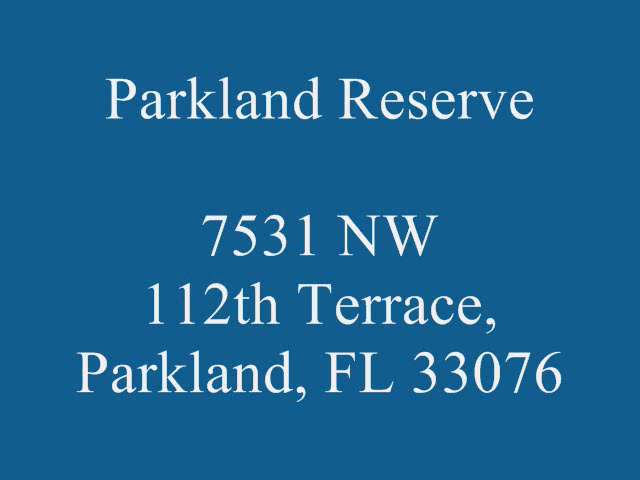 Parkland Reserve
7531 NW
112th Terrace,
Parkland, FL 33076